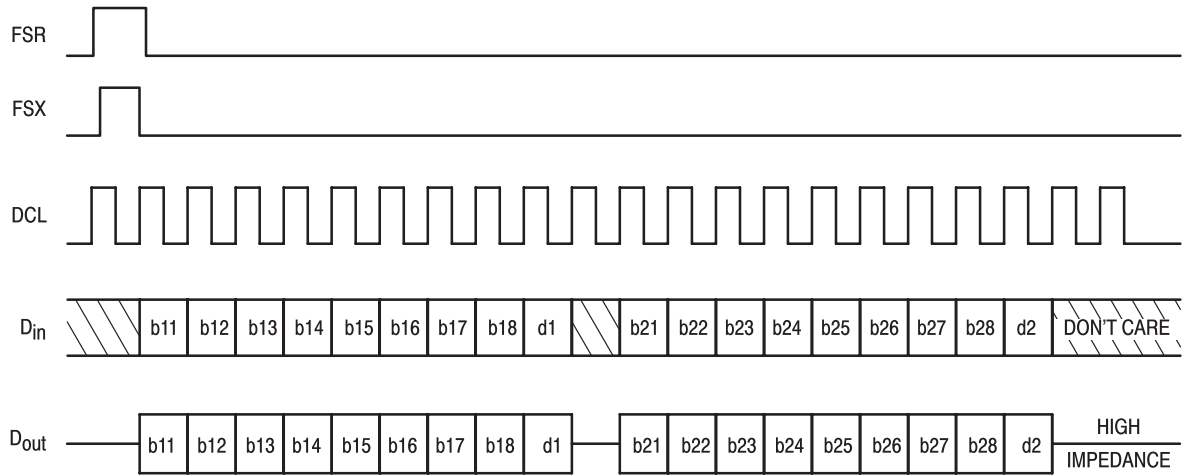 FSR
FSX
DCL
Din b11 b12 b13 b14 b15 b16 b17 b18 d1 b21 b22 b23 b24 b25 b26 b27 b28 d2 DON'T CARE
Dout b11 b12 b13 b14 b15 b16 b17 b18 d1 b21 b22 b23 b24 b25 b26 b27 b28 d2 HIGH
IMPEDANCE